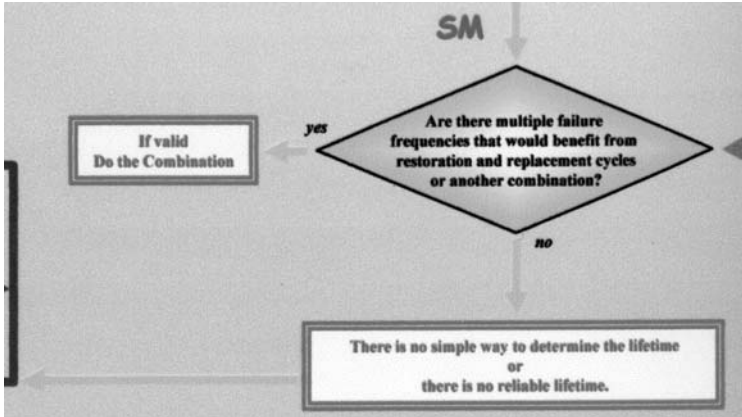 SM
Are there multiple failure
frequencies that would benefit from
restoration and replacement cycles
or another combination?
yes
If valid
Do the Combination
no
There is no simple way to determine the lifetime
or
there is no reliable lifetime.